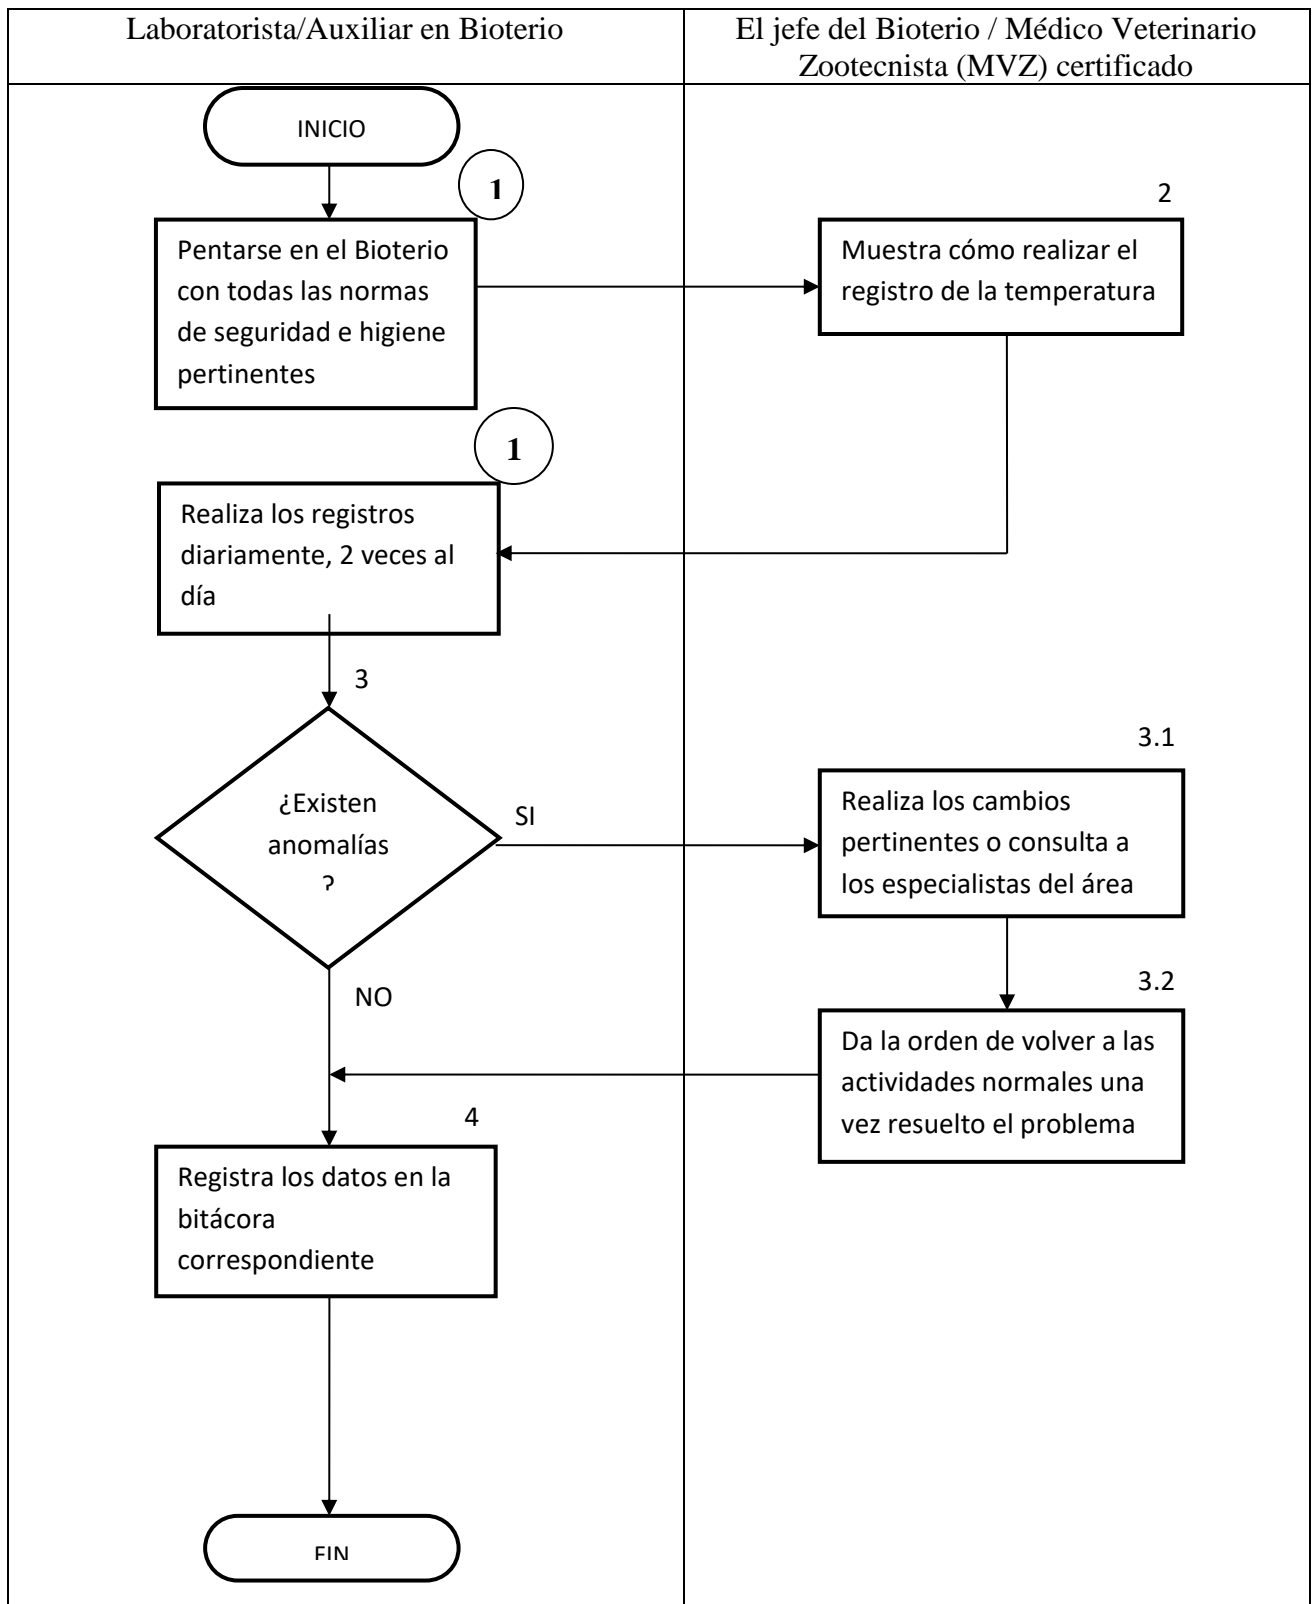 Laboratorista/Auxiliar en Bioterio
El jefe del Bioterio / Médico Veterinario
Zootecnista (MVZ) certificado
INICIO
1
Pentarse en el Bioterio
con todas las normas
de seguridad e higiene
pertinentes
2
Muestra cómo realizar el
registro de la temperatura
1
Realiza los registros
diariamente, 2 veces al
día
3
¿Existen
anomalías
?
SI
3.1
Realiza los cambios
pertinentes o consulta a
los especialistas del área
3.2
Da la orden de volver a las
actividades normales una
vez resuelto el problema
NO
4
Registra los datos en la
bitácora
correspondiente
FIN